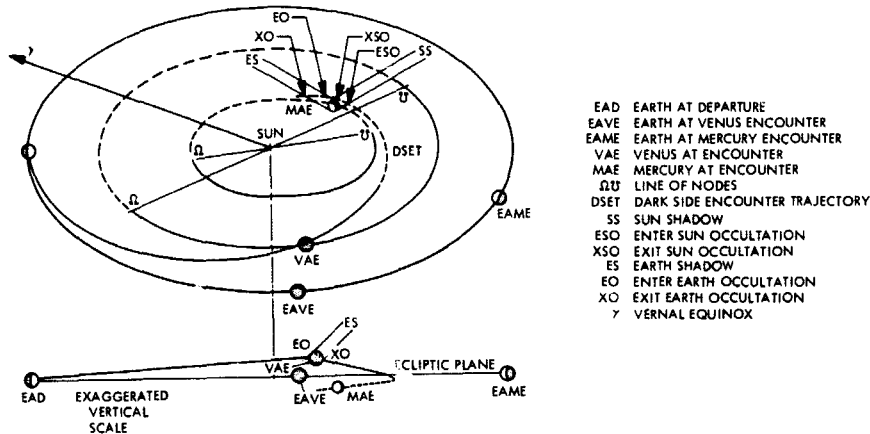 EO
XO
XSO
ESO
SS
ES
γ
MAE
℧
SUN
℧
Ω
DSET
Ω
EAME
VAE
EAVE
ES
EO
XO
VAE
ECLIPTIC PLANE
EAD
EXAGGERATED
VERTICAL
SCALE
EAVE
MAE
EAME
EAD EARTH AT DEPARTURE
EAVE EARTH AT VENUS ENCOUNTER
EAME EARTH AT MERCURY ENCOUNTER
VAE VENUS AT ENCOUNTER
MAE MERCURY AT ENCOUNTER
Ω℧ LINE OF NODES
DSET DARK SIDE ENCOUNTER TRAJECTORY
SS SUN SHADOW
ESO ENTER SUN OCCULTATION
XSO EXIT SUN OCCULTATION
ES EARTH SHADOW
EO ENTER EARTH OCCULTATION
XO EXIT EARTH OCCULTATION
γ VERNAL EQUINOX